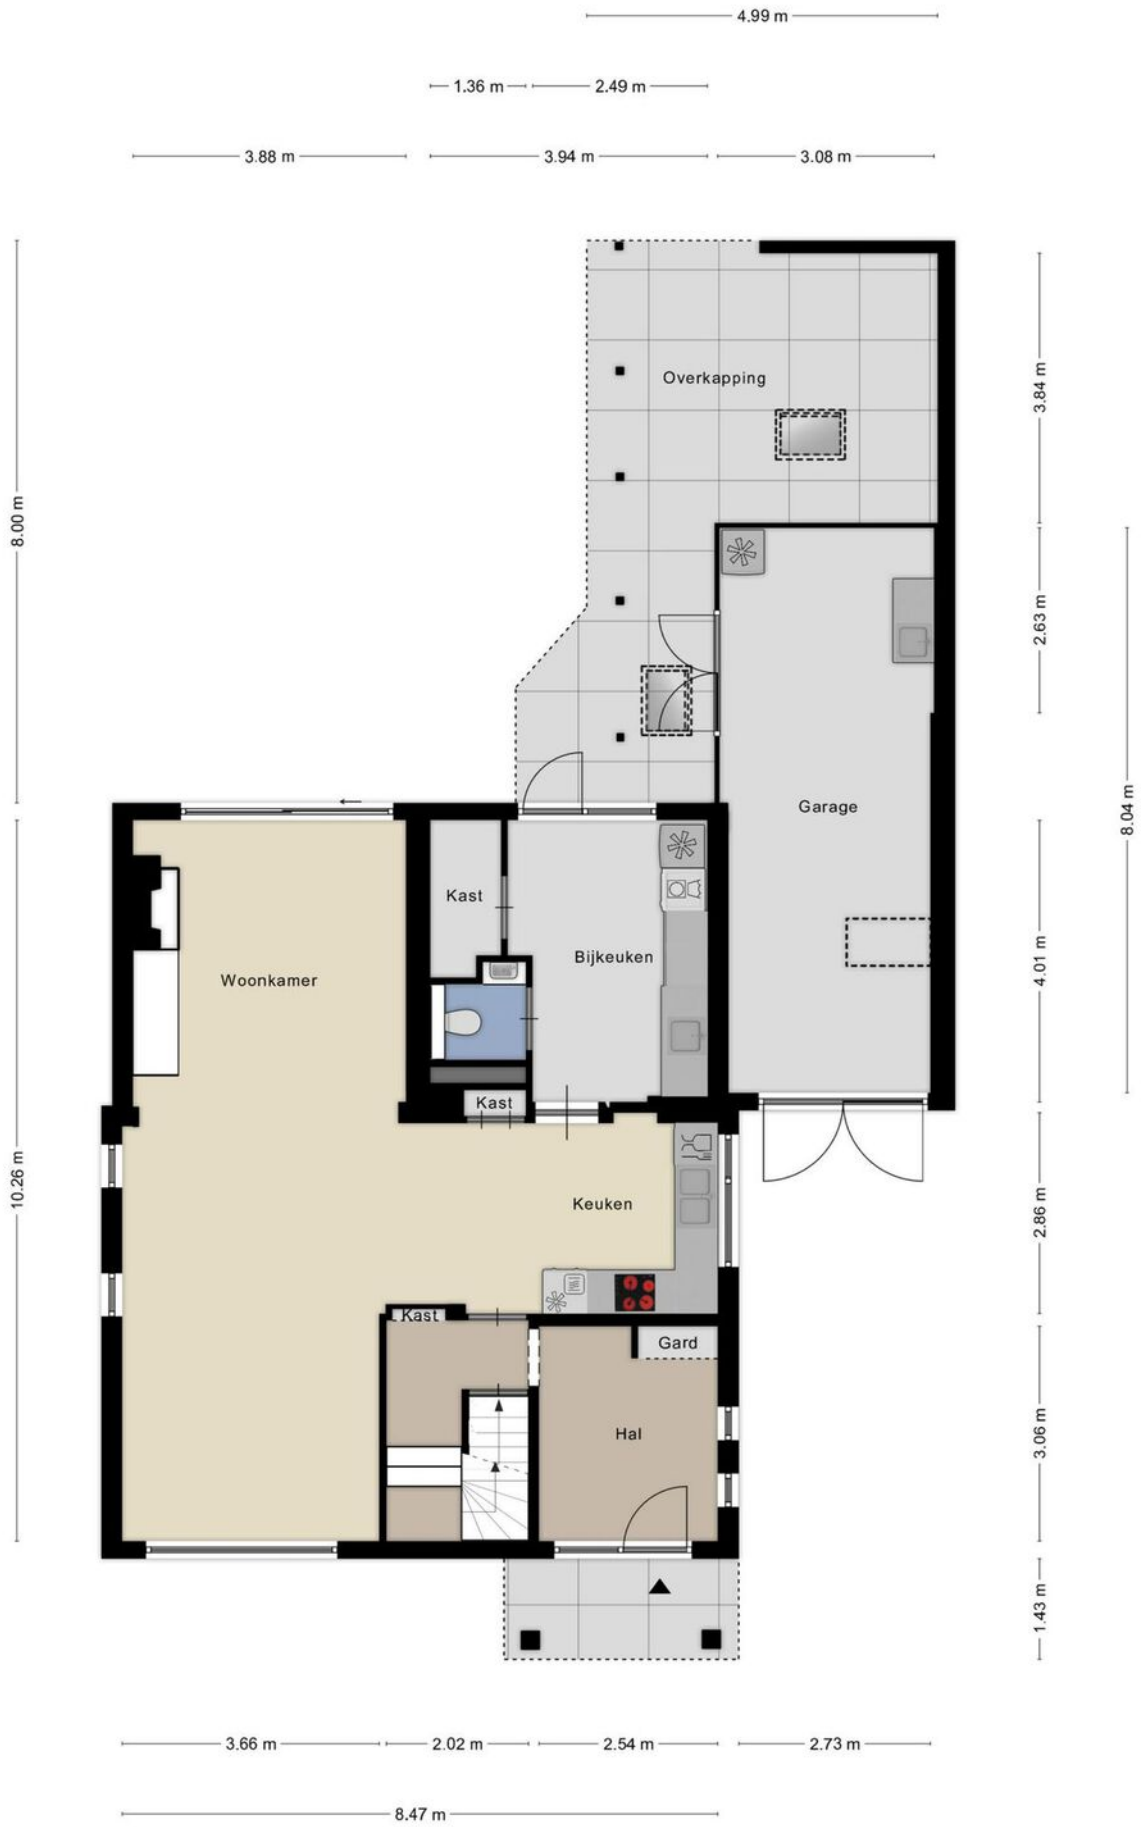 4.99 m
1.36 m 2.49 m
3.88 m 3.94 m 3.08 m
8.00 m
3.84 m
Overkapping
2.63 m
8.04 m
Garage
Kast
Bijkeuken
Woonkamer
4.01 m
Kast
10.26 m
Keuken
2.86 m
Kast
Gard
Hal
3.06 m
1.43 m
3.66 m 2.02 m 2.54 m 2.73 m
8.47 m